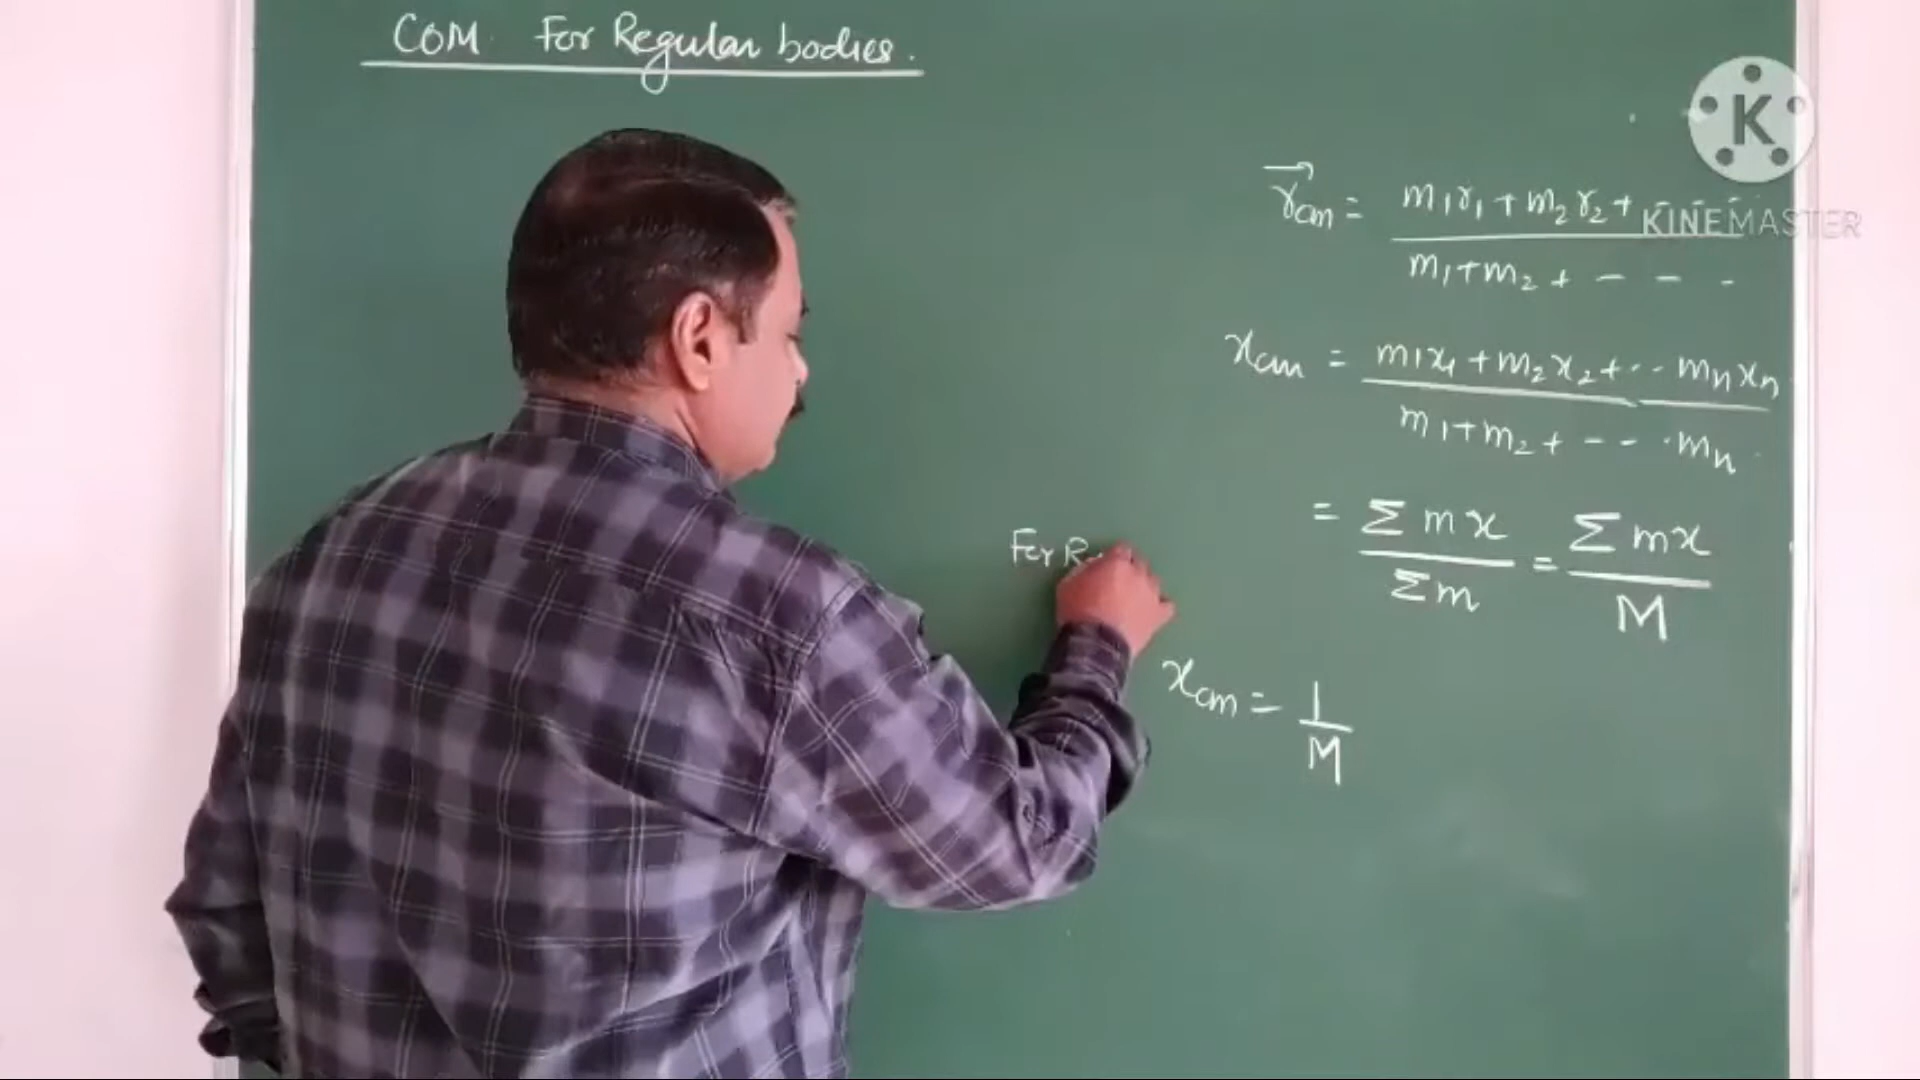 COM For Regular bodies.
K
KINEMASTER
r⃗cm = m1r1 + m2r2 + - - - / m1 + m2 + - - -
xcm = m1x1 + m2x2 + ... mnxn / m1 + m2 + - - . mn
= Σmx / Σm = Σmx / M
For
xcm = 1 / M